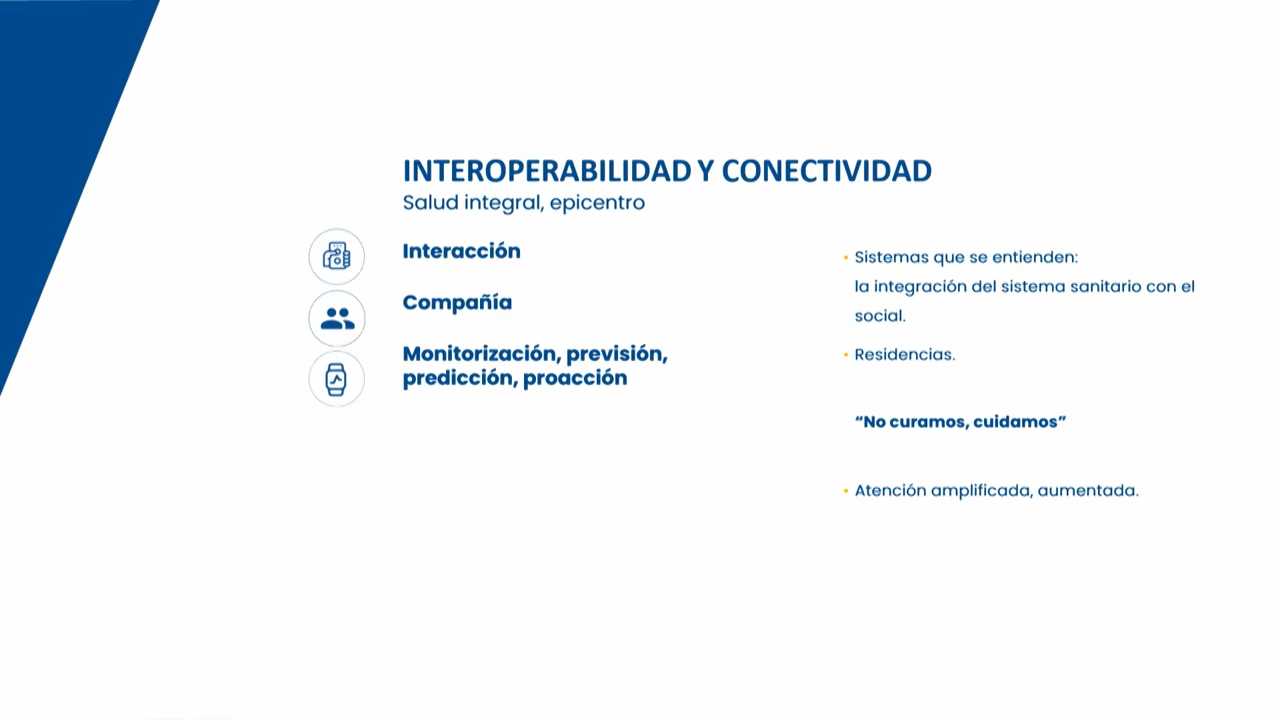 INTEROPERABILIDAD Y CONECTIVIDAD
Salud integral, epicentro
Interacción
Compañía
Monitorización, previsión,
predicción, proacción
• Sistemas que se entienden:
la integración del sistema sanitario con el
social.
• Residencias.
“No curamos, cuidamos”
• Atención amplificada, aumentada.